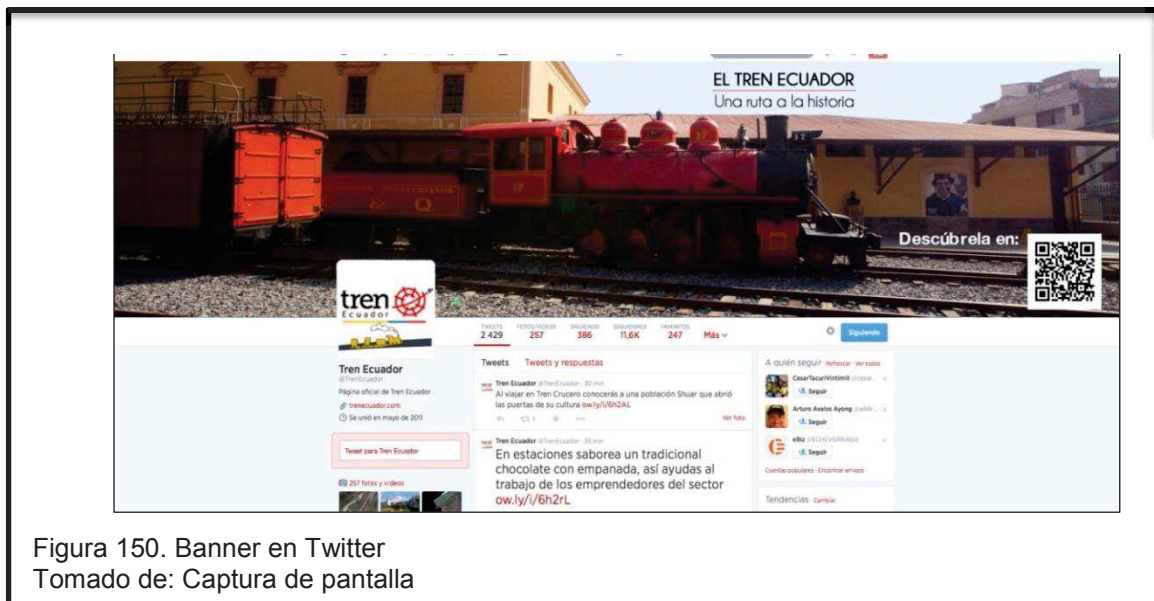 EL TREN ECUADOR
Una ruta a la historia
17
17
& Q.
Descúbrela en:
tren
Ecuador
TWEETS
2 429
FOTOS/VÍDEOS
257
SIGUIENDO
386
SEGUIDORES
11,6K
FAVORITOS
247
Más
Siguiendo
Tren Ecuador
@TrenEcuador
Página oficial de Tren Ecuador
trenecuador.com
Se unió en mayo de 2011
Tweet para Tren Ecuador
257 fotos y vídeos
Tweets Tweets y respuestas
Tren Ecuador @TrenEcuador · 30 min
Al viajar en Tren Crucero conocerás a una población Shuar que abrió
las puertas de su cultura ow.ly/i/6h2AL
1
Ver foto
Tren Ecuador @TrenEcuador · 35 min
En estaciones saborea un tradicional
chocolate con empanada, así ayudas al
trabajo de los emprendedores del sector
ow.ly/i/6h2rL
A quién seguir · Refrescar · Ver todos
CesarTacuriVintimill
Seguir
Arturo Avalos Ayong
Seguir
eBiz
Seguir
Cuentas populares · Encontrar amigos
Tendencias · Cambiar
Figura 150. Banner en Twitter
Tomado de: Captura de pantalla